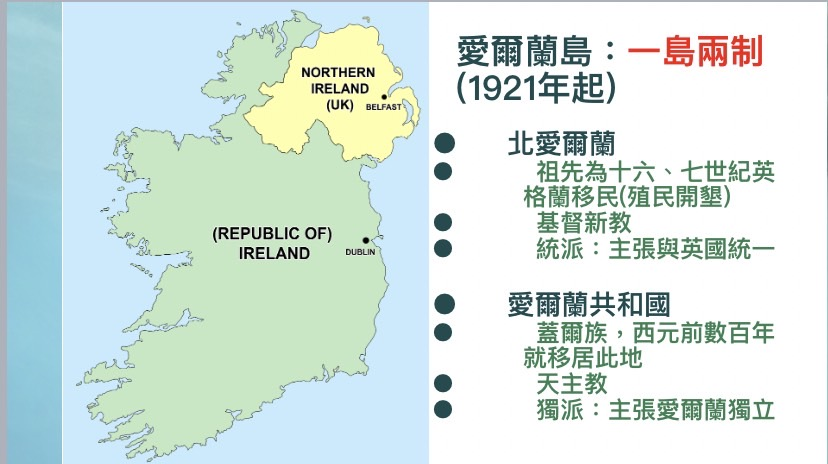 NORTHERN
IRELAND
(UK)
BELFAST
(REPUBLIC OF)
IRELAND
DUBLIN
愛爾蘭島：一島兩制
(1921年起)
● 北愛爾蘭
● 祖先為十六、七世紀英
格蘭移民(殖民開墾)
● 基督新教
● 統派：主張與英國統一
● 愛爾蘭共和國
● 蓋爾族，西元前數百年
就移居此地
● 天主教
● 獨派：主張愛爾蘭獨立